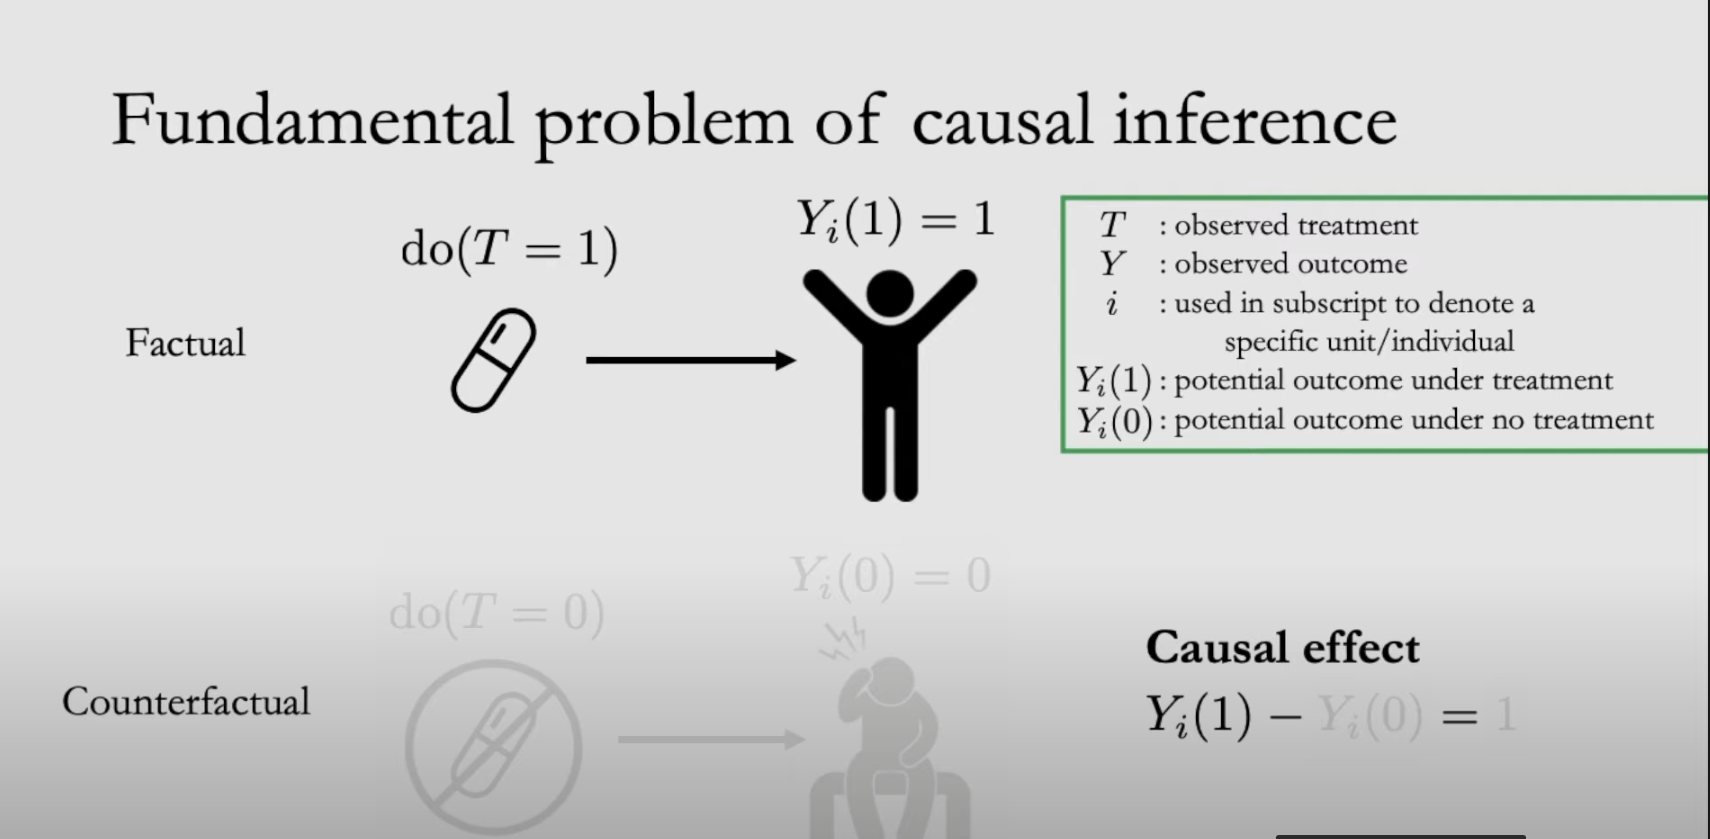 Fundamental problem of causal inference
do(T = 1)
Y_i(1) = 1
Factual
T : observed treatment
Y : observed outcome
i : used in subscript to denote a
specific unit/individual
Y_i(1) : potential outcome under treatment
Y_i(0) : potential outcome under no treatment
do(T = 0)
Y_i(0) = 0
Counterfactual
Causal effect
Y_i(1) − Y_i(0) = 1